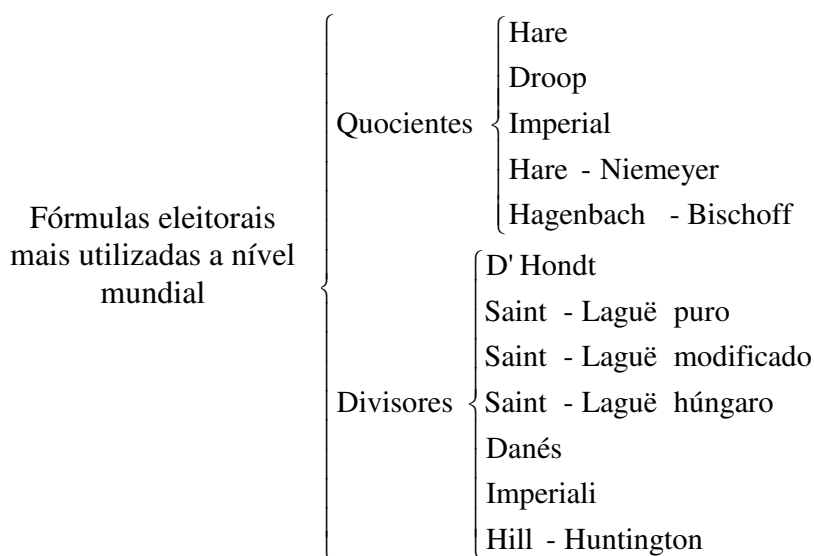 Fórmulas eleitorais
mais utilizadas a nível
mundial
Quocientes
Hare
Droop
Imperial
Hare - Niemeyer
Hagenbach - Bischoff
Divisores
D' Hondt
Saint - Laguë puro
Saint - Laguë modificado
Saint - Laguë húngaro
Danés
Imperiali
Hill - Huntington